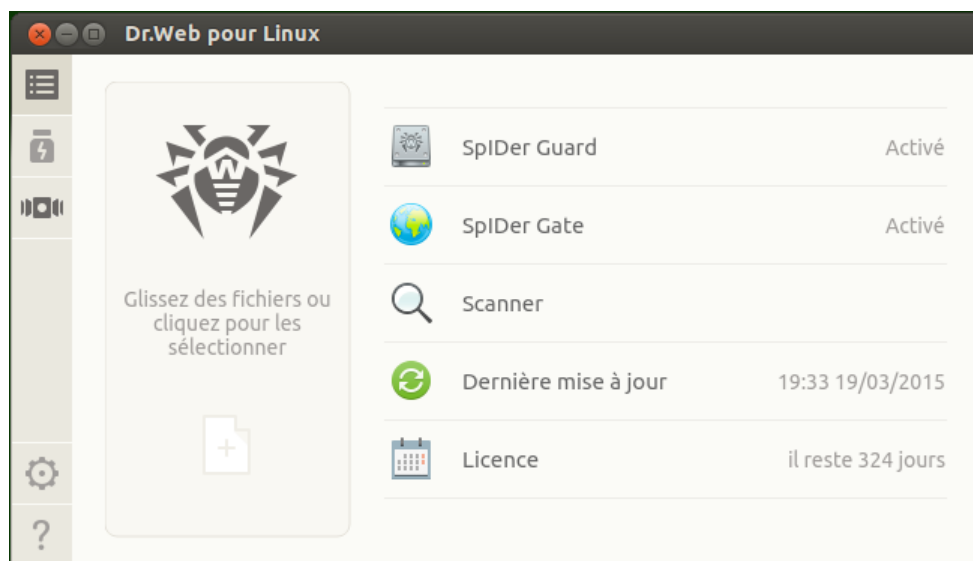 Dr.Web pour Linux
Glissez des fichiers ou
cliquez pour les
sélectionner
SpIDer Guard Activé
SpIDer Gate Activé
Scanner
Dernière mise à jour 19:33 19/03/2015
Licence il reste 324 jours
?